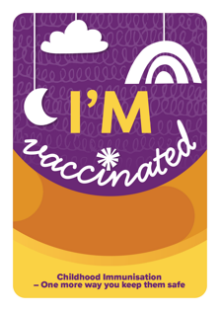 I'M
vaccinated
Childhood Immunisation
– One more way you keep them safe